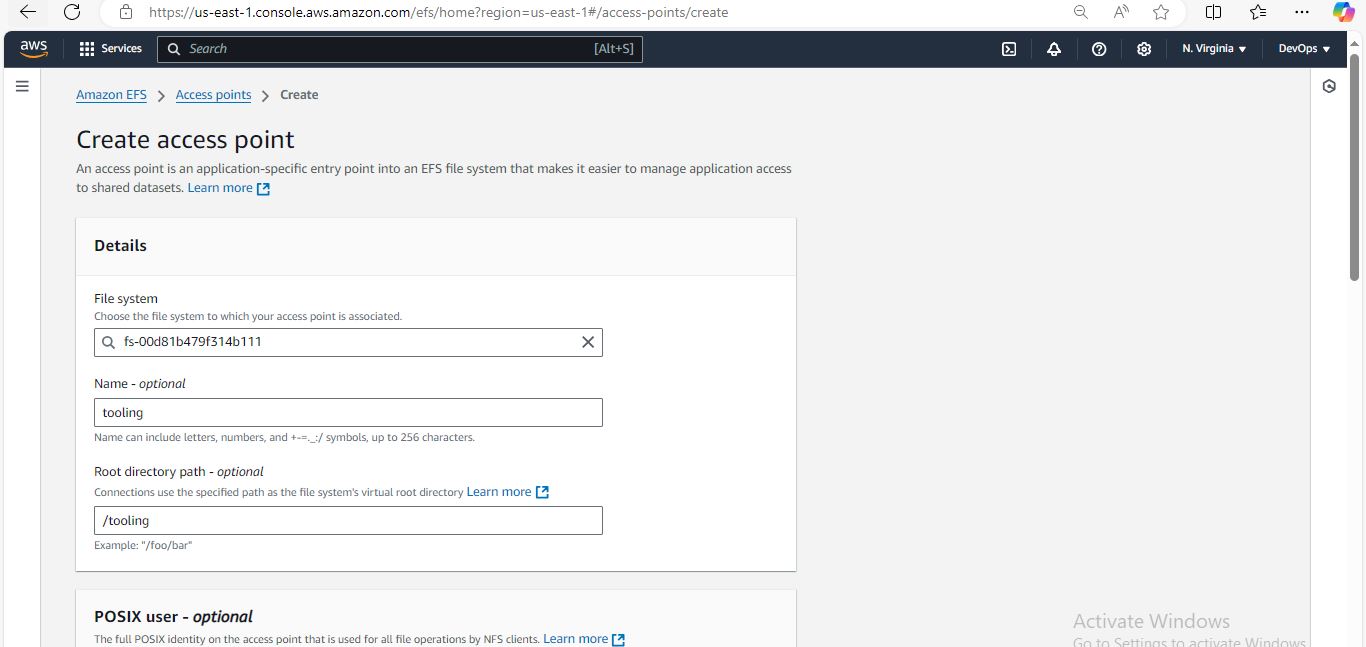 https://us-east-1.console.aws.amazon.com/efs/home?region=us-east-1#/access-points/create
aws Services Search [Alt+S] N. Virginia DevOps
Amazon EFS > Access points > Create
Create access point
An access point is an application-specific entry point into an EFS file system that makes it easier to manage application access
to shared datasets. Learn more
Details
File system
Choose the file system to which your access point is associated.
fs-00d81b479f314b111
Name - optional
tooling
Name can include letters, numbers, and +-=._:/ symbols, up to 256 characters.
Root directory path - optional
Connections use the specified path as the file system's virtual root directory Learn more
/tooling
Example: "/foo/bar"
POSIX user - optional
The full POSIX identity on the access point that is used for all file operations by NFS clients. Learn more
Activate Windows
Go to Settings to activate Windows.